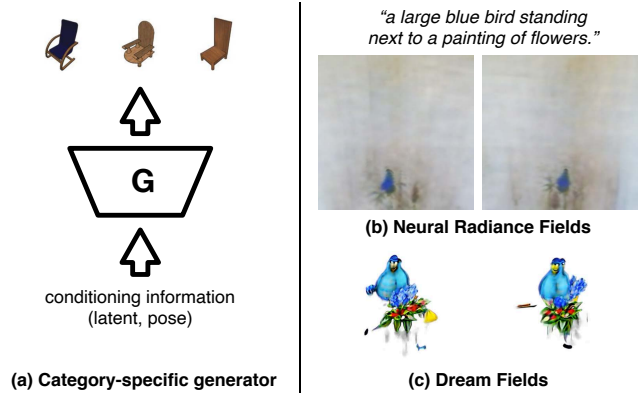 G
conditioning information
(latent, pose)
(a) Category-specific generator
“a large blue bird standing
next to a painting of flowers.”
(b) Neural Radiance Fields
(c) Dream Fields